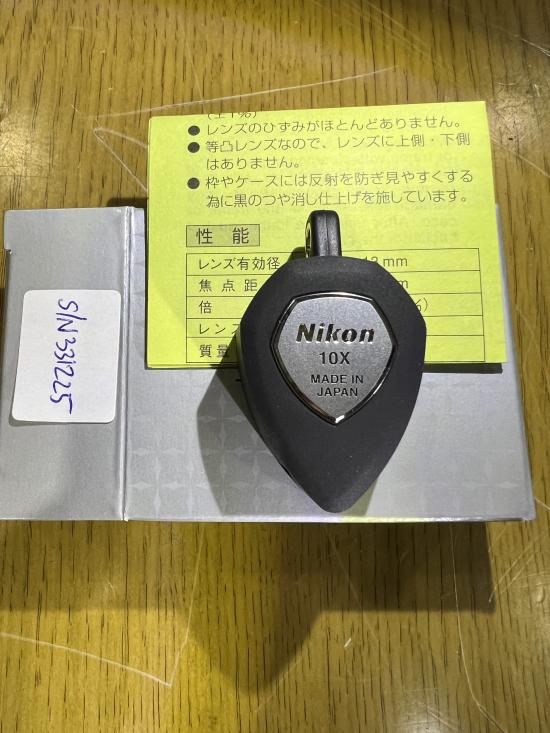 (±1%)
●レンズのひずみがほとんどありません。
●等凸レンズなので、レンズに上側・下側
はありません。
●枠やケースには反射を防ぎ見やすくする
為に黒のつや消し仕上げを施しています。
性能
レンズ有効径 13mm
焦点距 m
倍 %)
レンズ
質量
Nikon
10X
MADE IN
JAPAN
S/N 331225